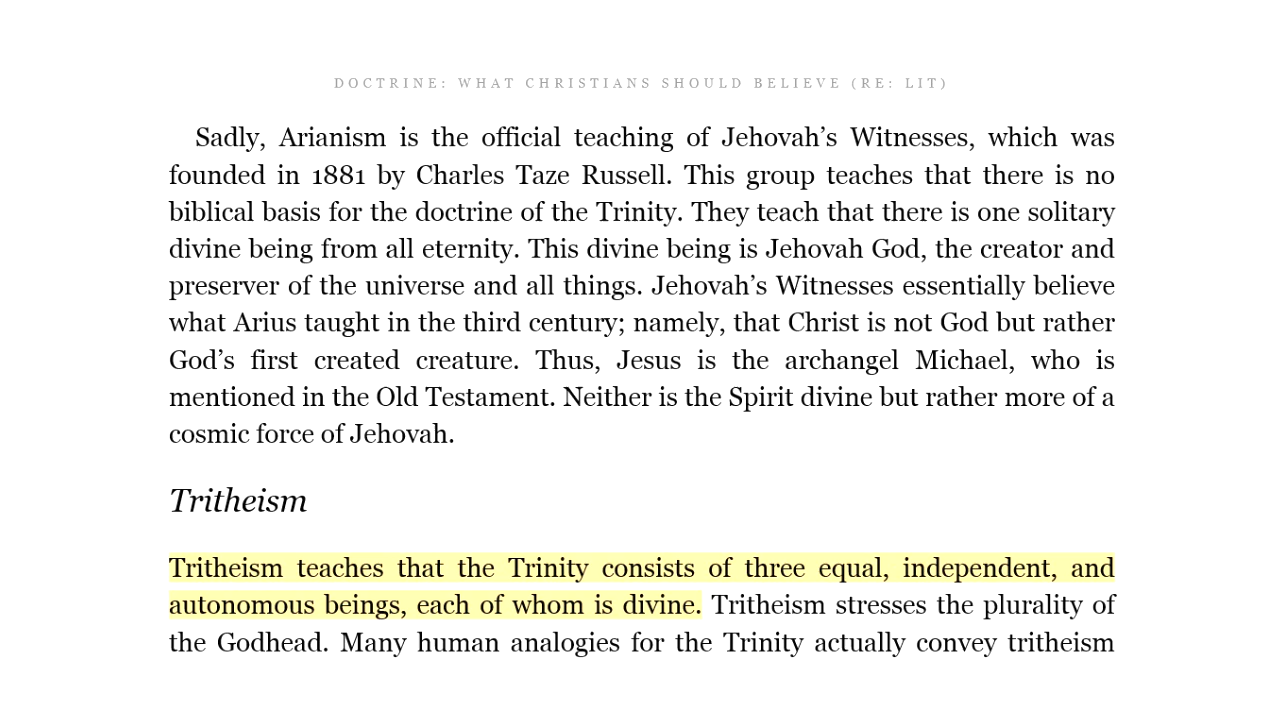 DOCTRINE: WHAT CHRISTIANS SHOULD BELIEVE (RE: LIT)
Sadly, Arianism is the official teaching of Jehovah’s Witnesses, which was
founded in 1881 by Charles Taze Russell. This group teaches that there is no
biblical basis for the doctrine of the Trinity. They teach that there is one solitary
divine being from all eternity. This divine being is Jehovah God, the creator and
preserver of the universe and all things. Jehovah’s Witnesses essentially believe
what Arius taught in the third century; namely, that Christ is not God but rather
God’s first created creature. Thus, Jesus is the archangel Michael, who is
mentioned in the Old Testament. Neither is the Spirit divine but rather more of a
cosmic force of Jehovah.
Tritheism
Tritheism teaches that the Trinity consists of three equal, independent, and
autonomous beings, each of whom is divine. Tritheism stresses the plurality of
the Godhead. Many human analogies for the Trinity actually convey tritheism